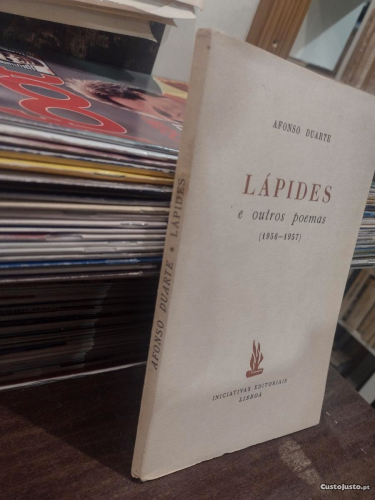 AFONSO DUARTE
LÁPIDES
e outros poemas
(1956-1957)
INICIATIVAS EDITORIAIS
LISBOA
AFONSO DUARTE * LÁPIDES
CustoJusto.pt